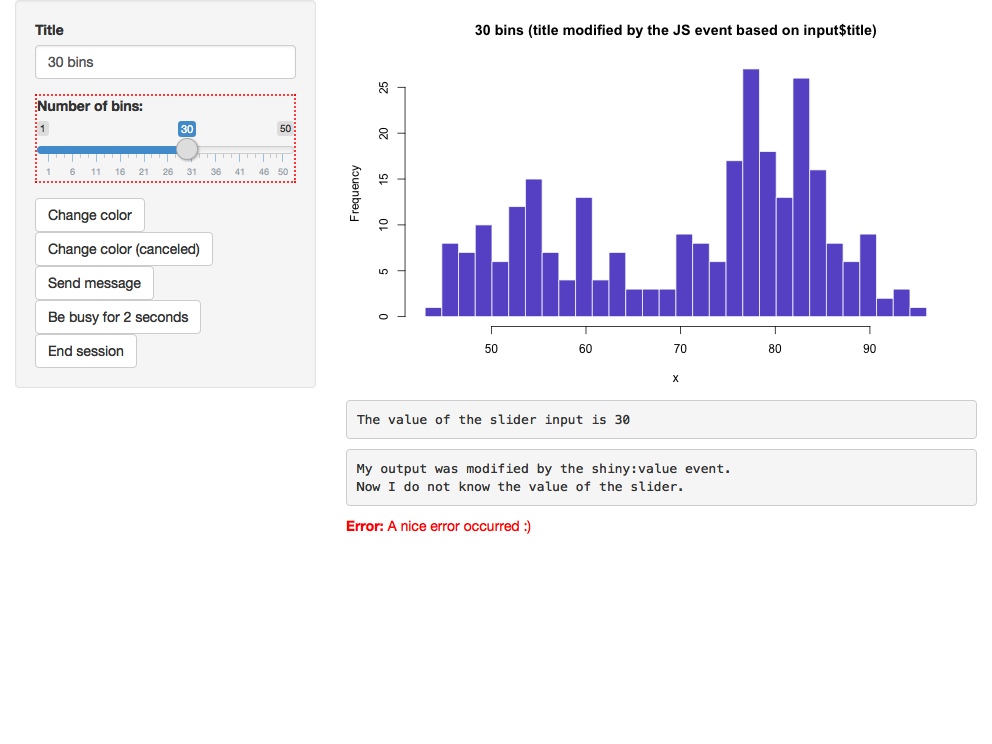 Title
30 bins
Number of bins:
1 30 50
1 6 11 16 21 26 31 36 41 46 50
Change color
Change color (canceled)
Send message
Be busy for 2 seconds
End session
30 bins (title modified by the JS event based on input$title)
Frequency
25
20
15
10
5
0
50 60 70 80 90
x
The value of the slider input is 30
My output was modified by the shiny:value event.
Now I do not know the value of the slider.
Error: A nice error occurred :)